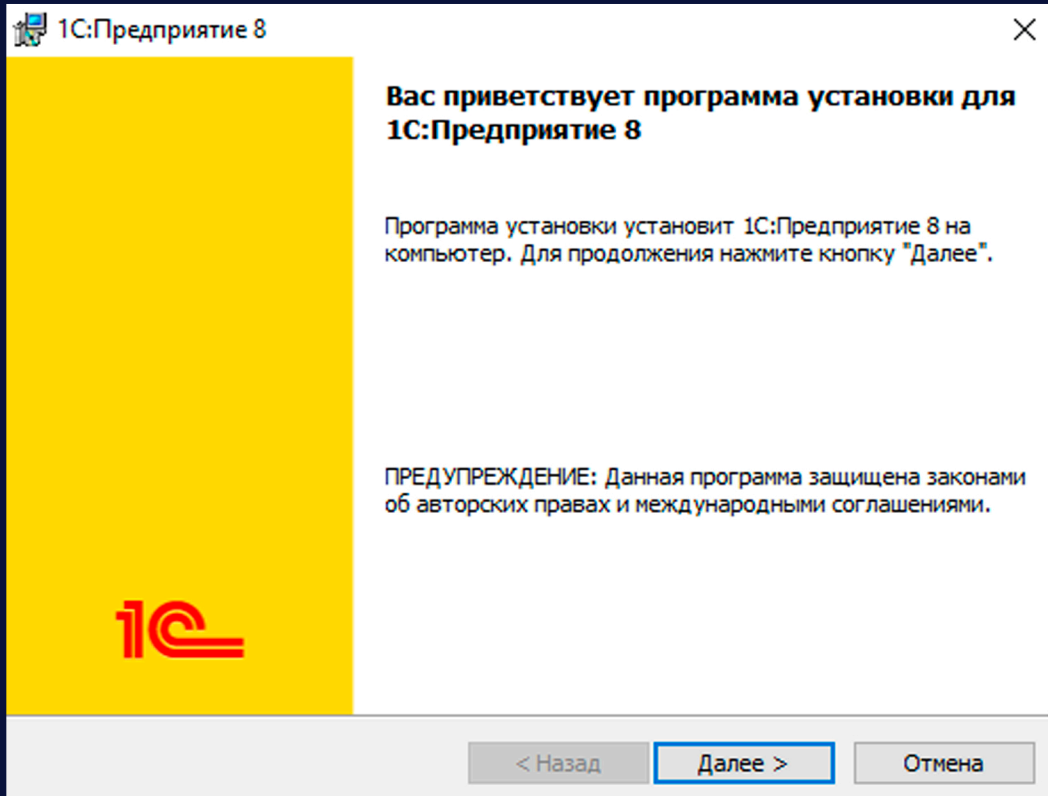 1С:Предприятие 8
Вас приветствует программа установки для
1С:Предприятие 8
Программа установки установит 1С:Предприятие 8 на
компьютер. Для продолжения нажмите кнопку "Далее".
ПРЕДУПРЕЖДЕНИЕ: Данная программа защищена законами
об авторских правах и международными соглашениями.
1С
< Назад
Далее >
Отмена